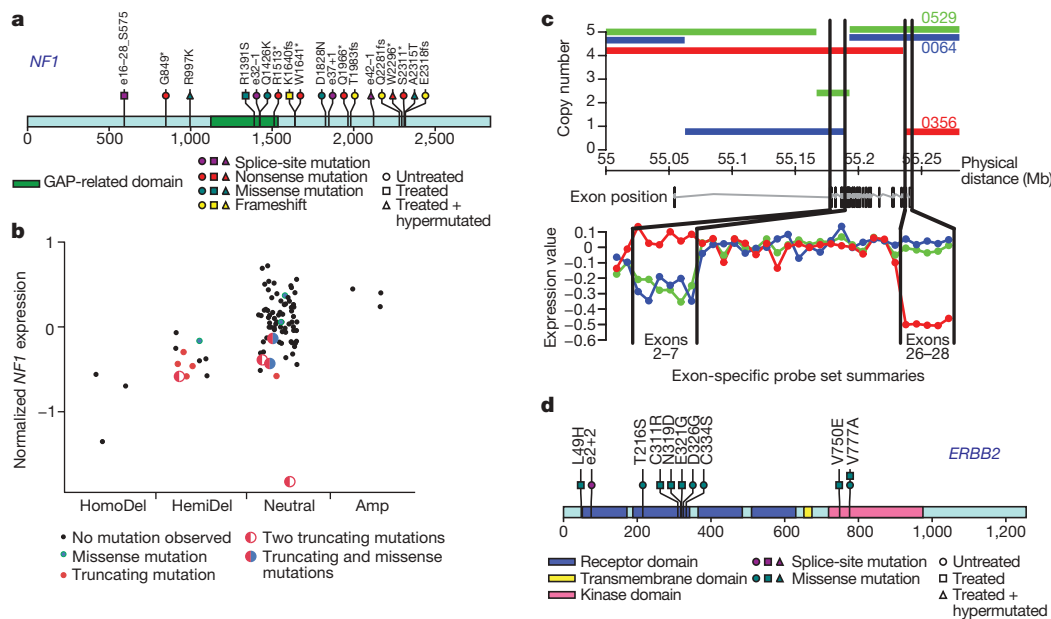 a
NF1
e16–28_S575
G849*
R997K
R1391S
e32–1
Q1426K
R1513*
K1640fs
W1641*
D1828N
e37+1
Q1966*
T1983fs
e42–1
Q2281fs
W2296*
S2311*
A2315T
E2318fs
0 500 1,000 1,500 2,000 2,500
GAP-related domain
Splice-site mutation
Nonsense mutation
Missense mutation
Frameshift
Untreated
Treated
Treated +
hypermutated
b
Normalized NF1 expression
1
0
−1
HomoDel HemiDel Neutral Amp
No mutation observed
Missense mutation
Truncating mutation
Two truncating mutations
Truncating and missense
mutations
c
Copy number
5
4
3
2
1
0
0529
0064
0356
55 55.05 55.1 55.15 55.2 55.25
Physical
distance (Mb)
Exon position
Expression value
0.1
0
−0.1
−0.2
−0.3
−0.4
−0.5
−0.6
Exons
2–7
Exons
26–28
Exon-specific probe set summaries
d
ERBB2
L49H
e2+2
T216S
C311R
N319D
E321G
D326G
C334S
V750E
V777A
0 200 400 600 800 1,000 1,200
Receptor domain
Transmembrane domain
Kinase domain
Splice-site mutation
Missense mutation
Untreated
Treated
Treated +
hypermutated